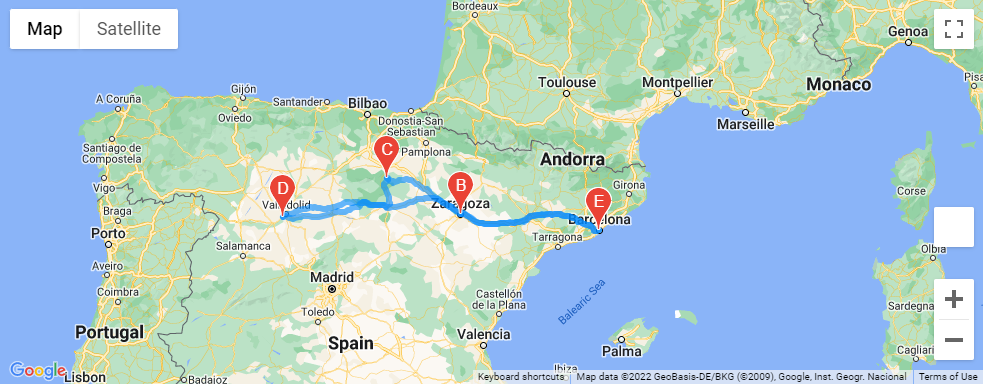 Map
Satellite
Bordeaux
Genoa
Toulouse
Montpellier
Monaco
Pisa
A Coruña
Gijón
Santander
Bilbao
Oviedo
Donostia-San
Sebastian
Marseille
Santiago de
Compostela
Pamplona
C
Andorra
Vigo
D
B
E
Girona
Corse
Valladolid
Zaragoza
Barcelona
Braga
Porto
Salamanca
Tarragona
Olbia
Aveiro
Madrid
Coimbra
Castellón
de la Plana
Balearic Sea
Sardegna
Toledo
Portugal
Valencia
Spain
Palma
Cagliari
Google
Lisbon
Badajoz
Ibiza
Keyboard shortcuts
Map data ©2022 GeoBasis-DE/BKG (©2009), Google, Inst. Geogr. Nacional
Terms of Use